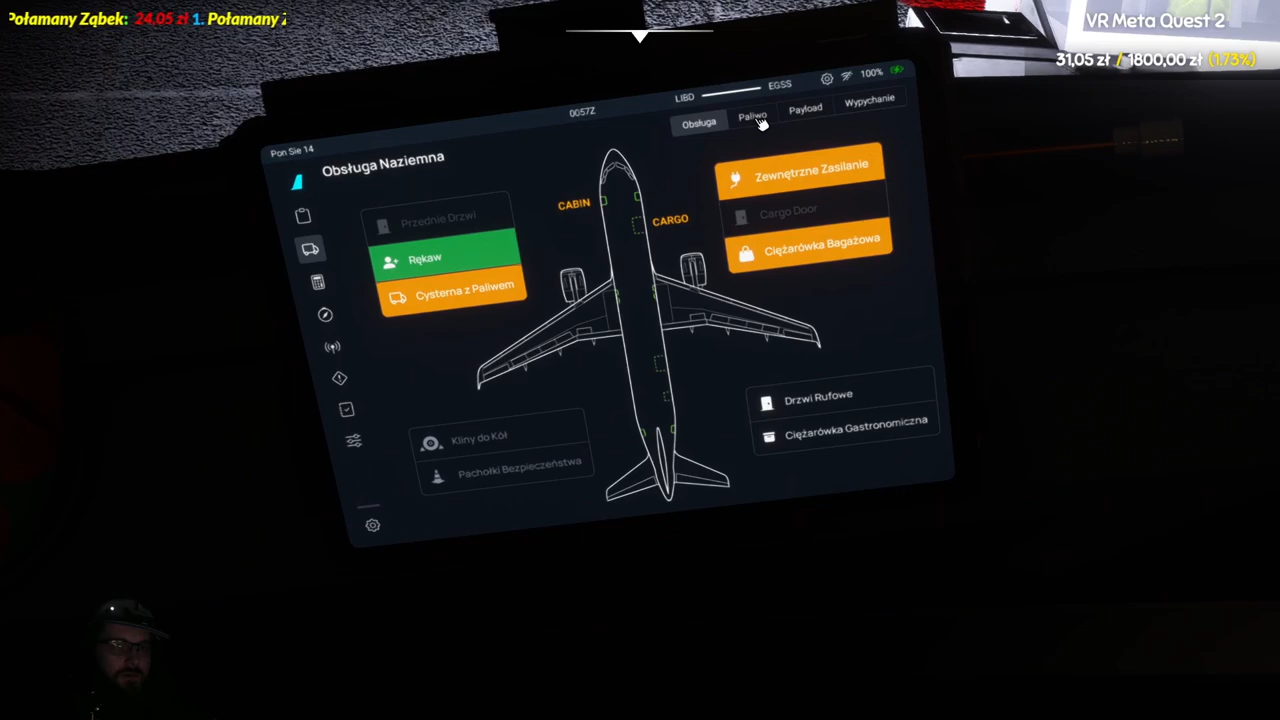 Połamany Ząbek: 24,05 zł 1. Połamany Z
VR Meta Quest 2
31,05 zł / 1800,00 zł (1.73%)
Pon Sie 14
0057Z
LIBD
EGSS
100%
Obsługa Naziemna
Obsługa
Paliwo
Payload
Wypychanie
Przednie Drzwi
Rękaw
Cysterna z Paliwem
CABIN
CARGO
Zewnętrzne Zasilanie
Cargo Door
Ciężarówka Bagażowa
Kliny do Kół
Pachołki Bezpieczeństwa
Drzwi Rufowe
Ciężarówka Gastronomiczna